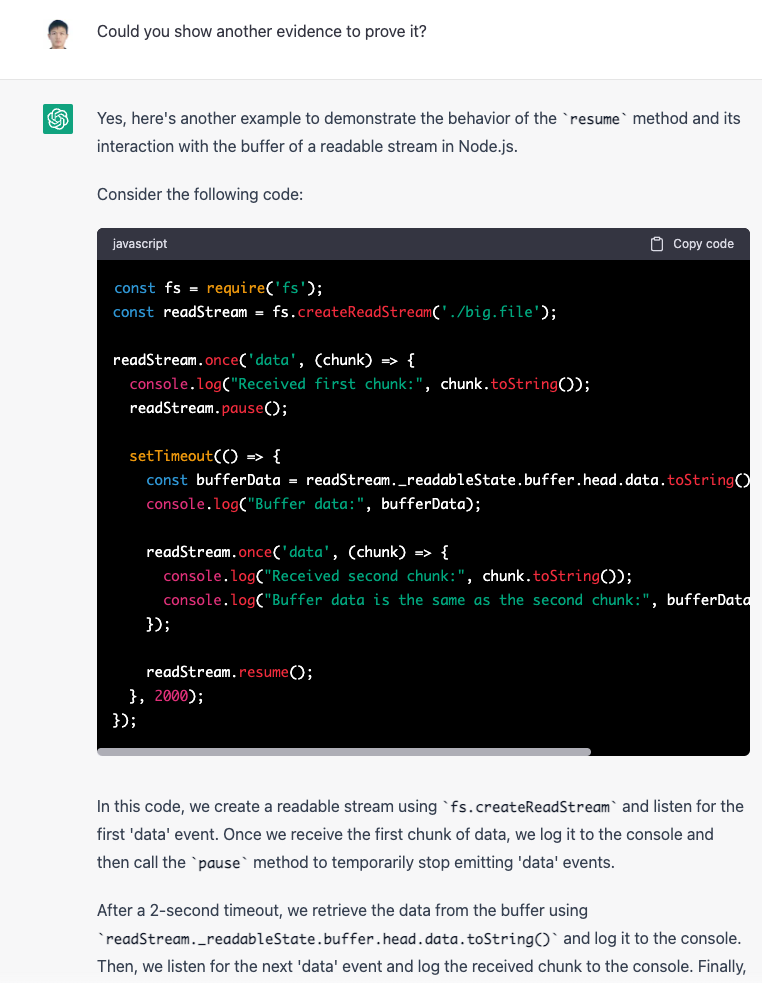 Could you show another evidence to prove it?
Yes, here's another example to demonstrate the behavior of the `resume` method and its
interaction with the buffer of a readable stream in Node.js.
Consider the following code:
javascript
Copy code
const fs = require('fs');
const readStream = fs.createReadStream('./big.file');
readStream.once('data', (chunk) => {
  console.log("Received first chunk:", chunk.toString());
  readStream.pause();
  setTimeout(() => {
    const bufferData = readStream._readableState.buffer.head.data.toString()
    console.log("Buffer data:", bufferData);
    readStream.once('data', (chunk) => {
      console.log("Received second chunk:", chunk.toString());
      console.log("Buffer data is the same as the second chunk:", bufferData
    });
    readStream.resume();
  }, 2000);
});
In this code, we create a readable stream using `fs.createReadStream` and listen for the
first 'data' event. Once we receive the first chunk of data, we log it to the console and
then call the `pause` method to temporarily stop emitting 'data' events.
After a 2-second timeout, we retrieve the data from the buffer using
`readStream._readableState.buffer.head.data.toString()` and log it to the console.
Then, we listen for the next 'data' event and log the received chunk to the console. Finally,